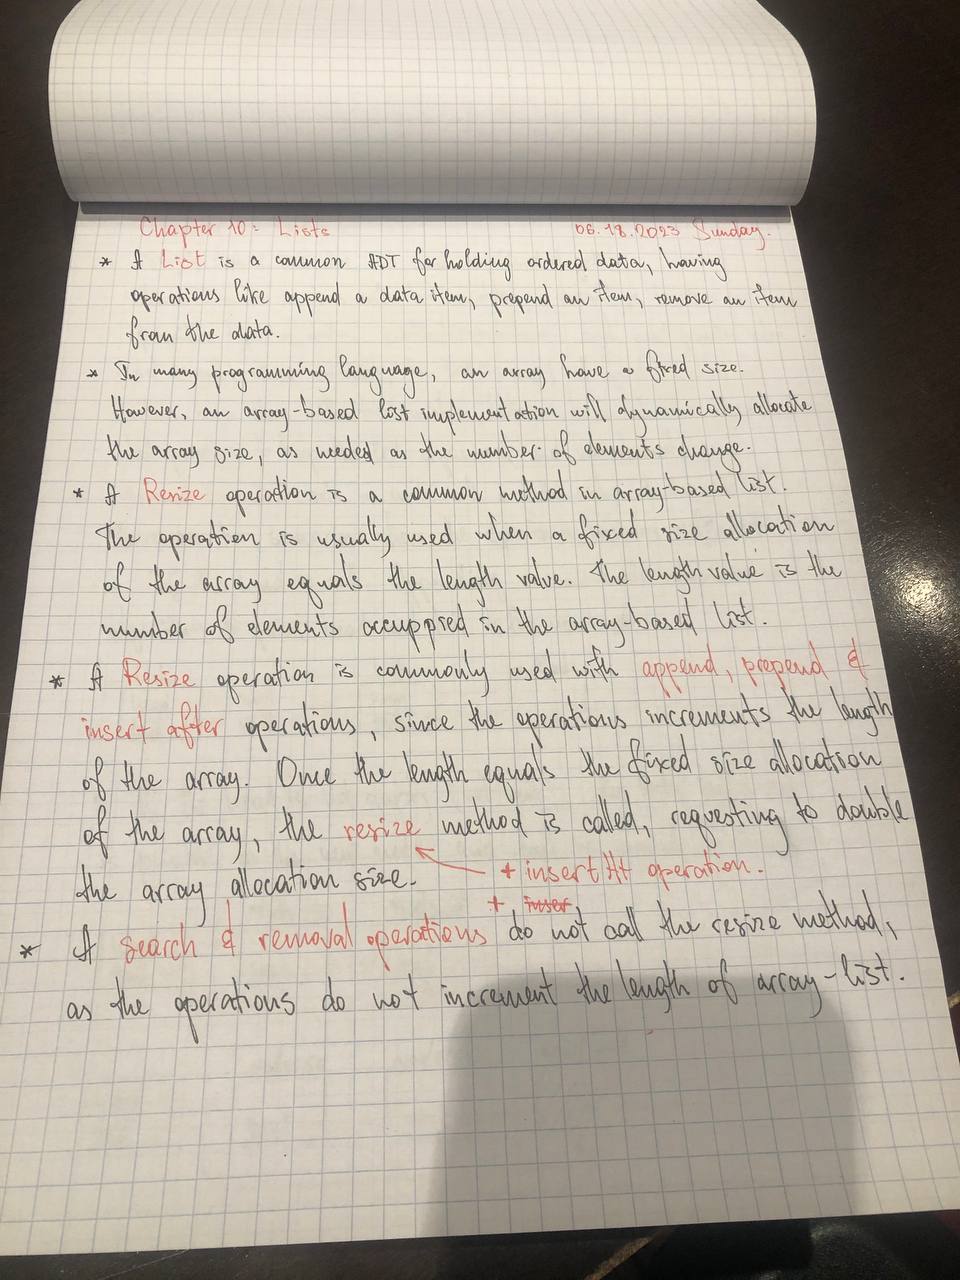 Chapter 10: Lists 06.18.2023 Sunday.
* A List is a common ADT for holding ordered data, having
operations like append a data item, prepend an item, remove an item
from the data.
* In many programming language, an array have a fixed size.
However, an array-based list implementation will dynamically allocate
the array size, as needed as the number of elements change.
* A Resize operation is a common method in array-based list.
The operation is usually used when a fixed size allocation
of the array equals the length value. The length value is the
number of elements occuppied in the array-based list.
* A Resize operation is commonly used with append, prepend &
insert after operations, since the operations increments the length
of the array. Once the length equals the fixed size allocation
of the array, the resize method is called, requesting to double
the array allocation size. + insertAt operation.
+ inser
* A search & removal operations do not call the resize method,
as the operations do not increment the length of array-list.